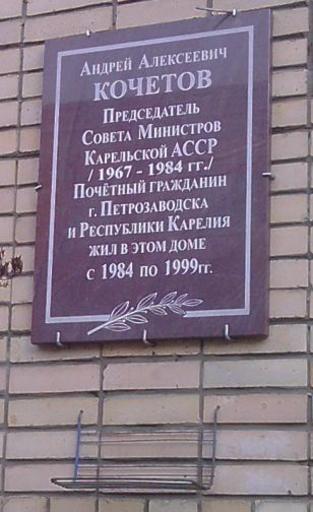 Андрей Алексеевич
КОЧЕТОВ
Председатель
Совета Министров
Карельской АССР
/ 1967 - 1984 гг./
Почётный гражданин
г. Петрозаводска
и Республики Карелия
жил в этом доме
с 1984 по 1999гг.